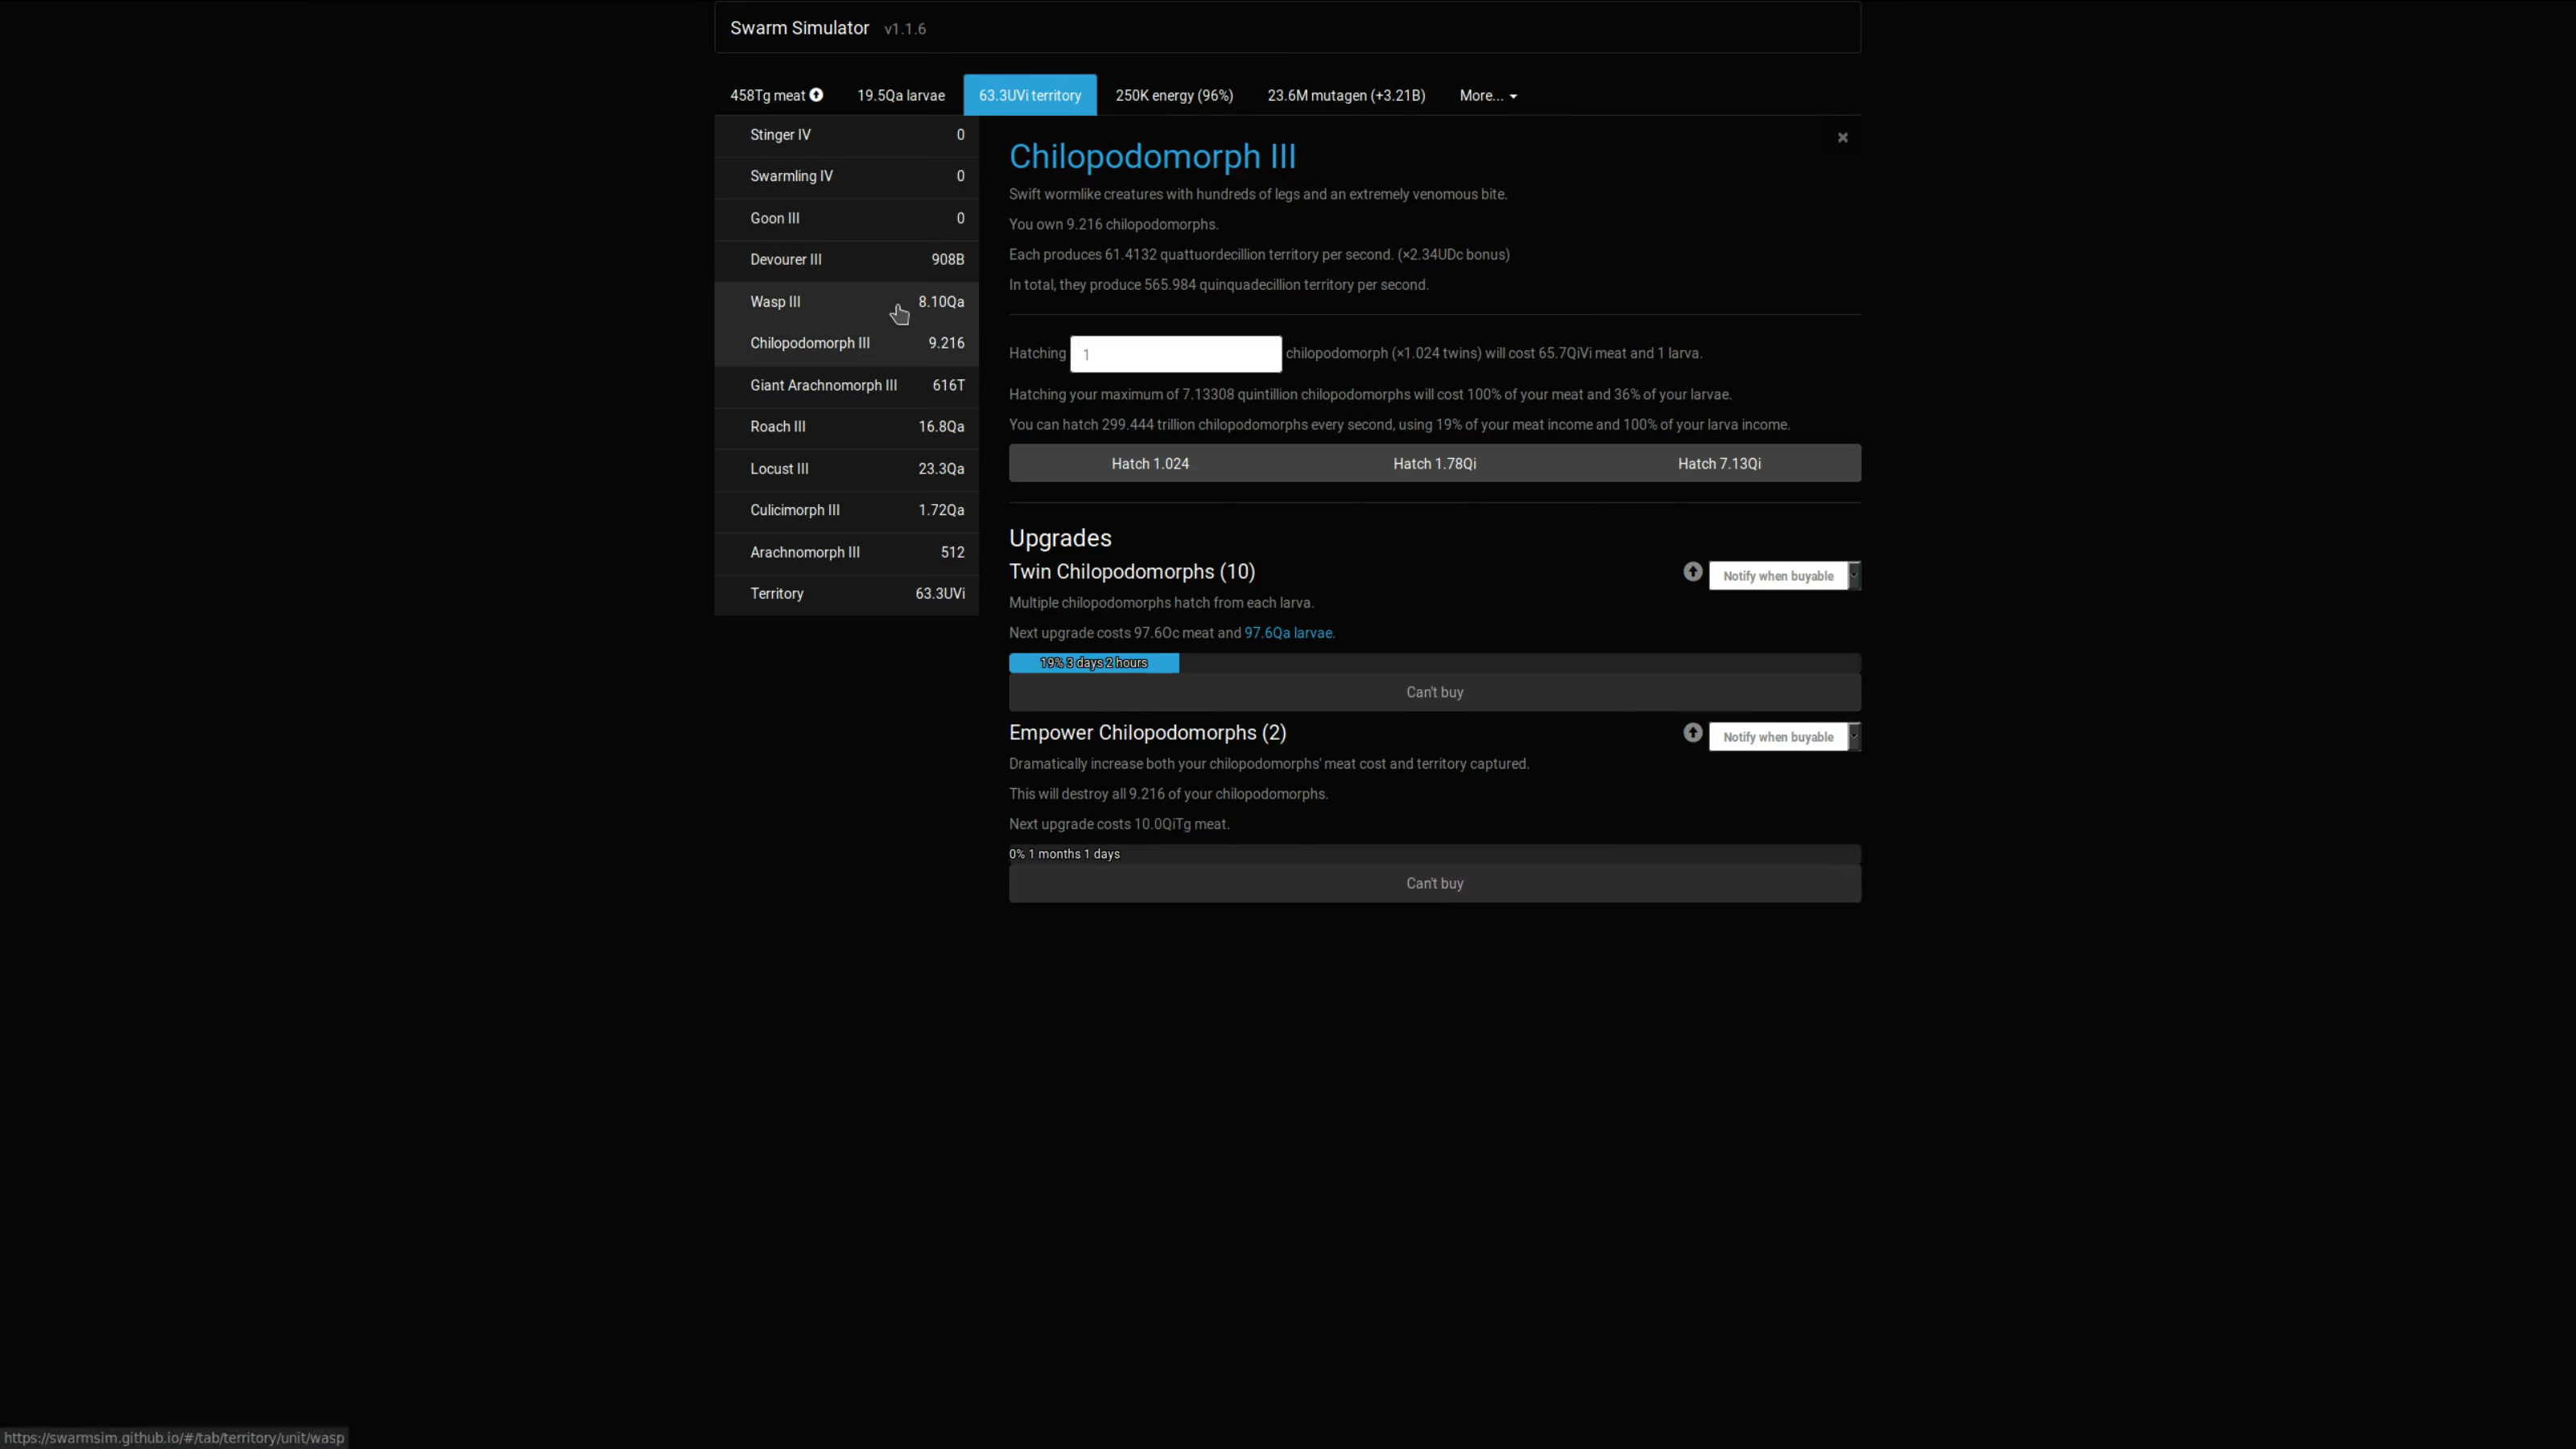 Swarm Simulator v1.1.6
458Tg meat 19.5Qa larvae 63.3UVi territory 250K energy (96%) 23.6M mutagen (+3.21B) More...
Stinger IV 0
Swarmling IV 0
Goon III 0
Devourer III 908B
Wasp III 8.10Qa
Chilopodomorph III 9.216
Giant Arachnomorph III 616T
Roach III 16.8Qa
Locust III 23.3Qa
Culicimorph III 1.72Qa
Arachnomorph III 512
Territory 63.3UVi
Chilopodomorph III
Swift wormlike creatures with hundreds of legs and an extremely venomous bite.
You own 9.216 chilopodomorphs.
Each produces 61.4132 quattuordecillion territory per second. (×2.34UDc bonus)
In total, they produce 565.984 quinquadecillion territory per second.
Hatching 1 chilopodomorph (×1.024 twins) will cost 65.7QiVi meat and 1 larva.
Hatching your maximum of 7.13308 quintillion chilopodomorphs will cost 100% of your meat and 36% of your larvae.
You can hatch 299.444 trillion chilopodomorphs every second, using 19% of your meat income and 100% of your larva income.
Hatch 1.024 Hatch 1.78Qi Hatch 7.13Qi
Upgrades
Twin Chilopodomorphs (10) Notify when buyable
Multiple chilopodomorphs hatch from each larva.
Next upgrade costs 97.6Oc meat and 97.6Qa larvae.
19% 3 days 2 hours
Can't buy
Empower Chilopodomorphs (2) Notify when buyable
Dramatically increase both your chilopodomorphs' meat cost and territory captured.
This will destroy all 9.216 of your chilopodomorphs.
Next upgrade costs 10.0QiTg meat.
0% 1 months 1 days
Can't buy
https://swarmsim.github.io/#/tab/territory/unit/wasp